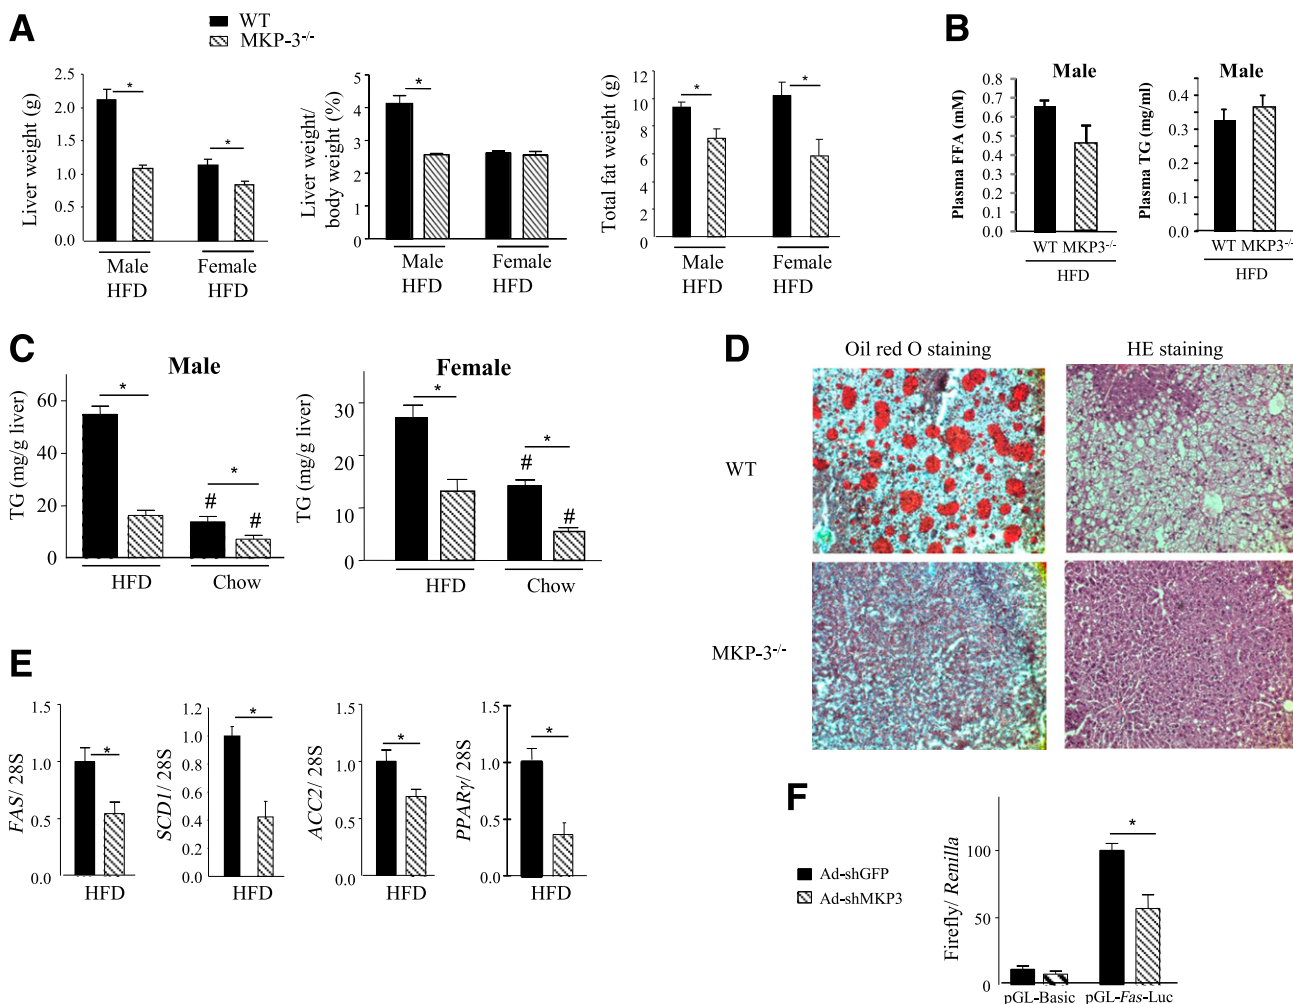 A
WT
MKP-3-/-
Liver weight (g)
2.5
2.0
1.5
1.0
0.5
0.0
*
*
Male
HFD
Female
HFD
Liver weight/
body weight (%)
5
4
3
2
1
0
*
Male
HFD
Female
HFD
Total fat weight (g)
12
10
8
6
4
2
0
*
*
Male
HFD
Female
HFD
B
Male
Plasma FFA (mM)
0.8
0.7
0.6
0.5
0.4
0.3
0.2
0.1
0.0
WT MKP3-/-
HFD
Male
Plasma TG (mg/ml)
0.4
0.3
0.2
0.1
0.0
WT MKP3-/-
HFD
C
Male
TG (mg/g liver)
60
40
20
0
*
*
#
#
HFD
Chow
Female
TG (mg/g liver)
30
20
10
0
*
*
#
#
HFD
Chow
D
Oil red O staining
HE staining
WT
MKP-3-/-
E
FAS/ 28S
1.5
1.0
0.5
0.0
*
HFD
SCD1/ 28S
1.2
1.0
0.8
0.6
0.4
0.2
0.0
*
HFD
ACC2/ 28S
1.5
1.0
0.5
0.0
*
HFD
PPARγ/ 28S
1.5
1.0
0.5
0.0
*
HFD
F
Ad-shGFP
Ad-shMKP3
Firefly/ Renilla
100
50
0
*
pGL-Basic
pGL-Fas-Luc